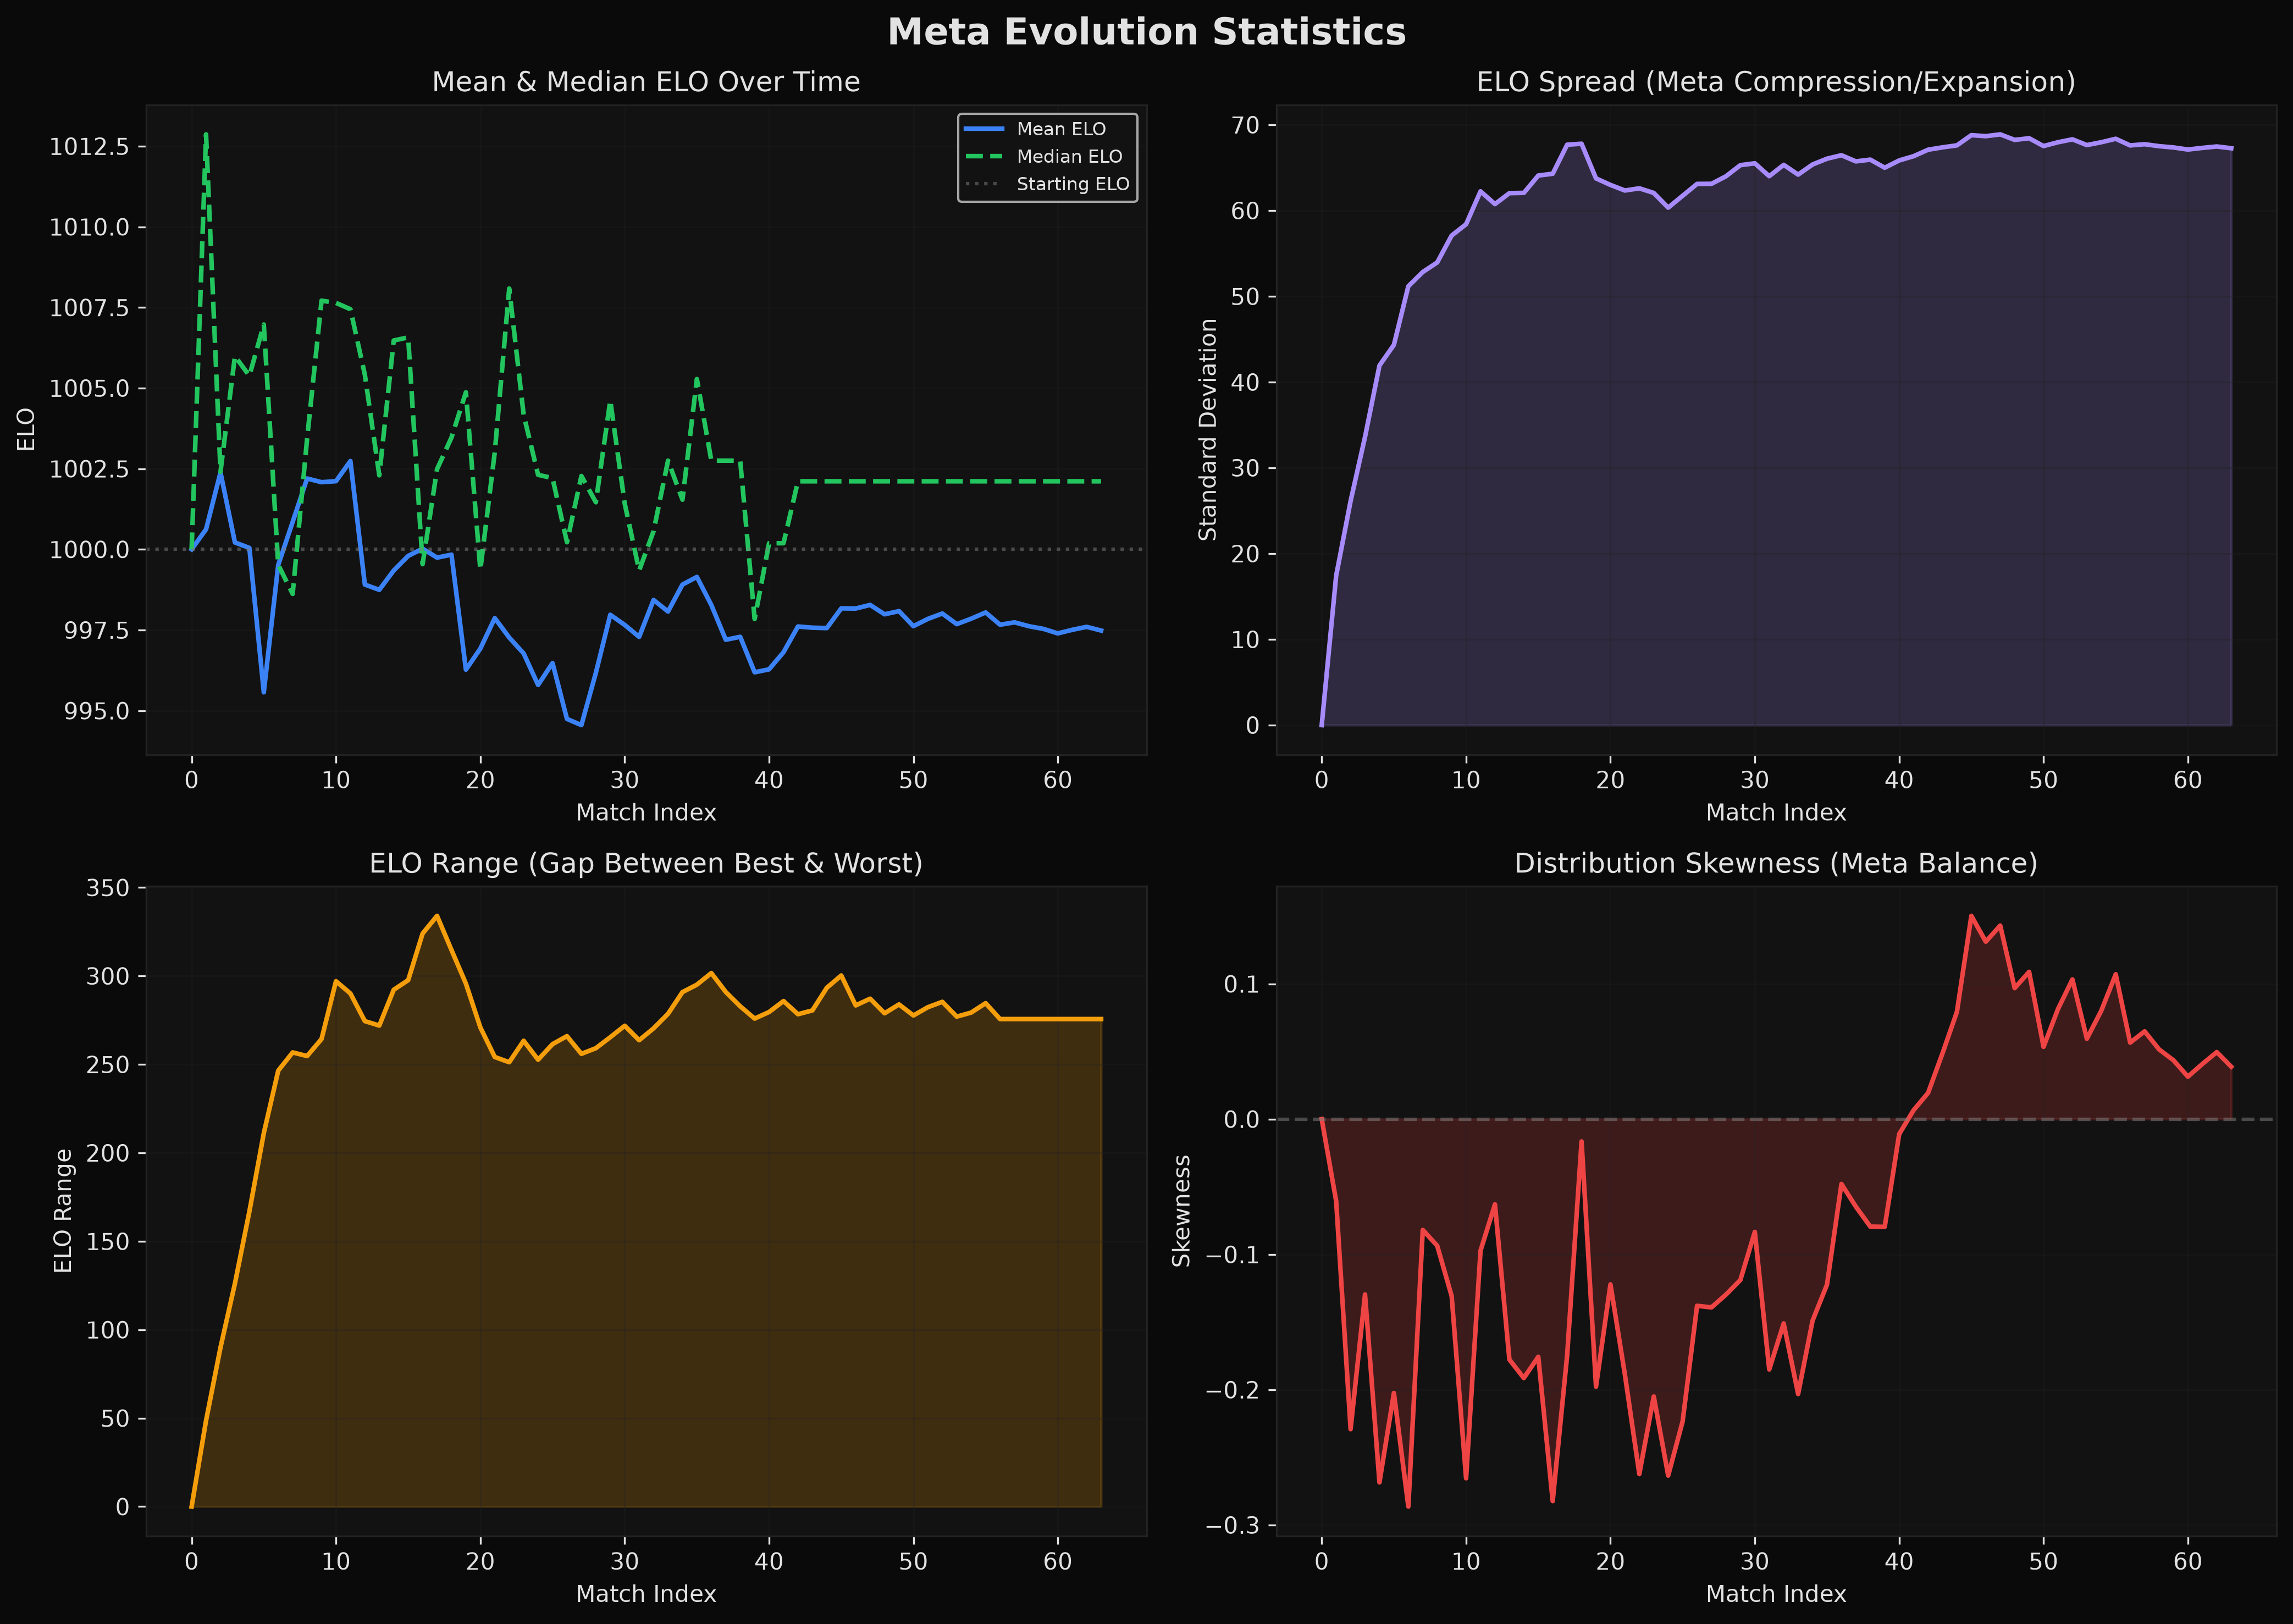 Meta Evolution Statistics
Mean & Median ELO Over Time
Mean ELO
Median ELO
Starting ELO
1012.5
1010.0
1007.5
1005.0
1002.5
1000.0
997.5
995.0
ELO
0 10 20 30 40 50 60
Match Index
ELO Spread (Meta Compression/Expansion)
70
60
50
40
30
20
10
0
Standard Deviation
0 10 20 30 40 50 60
Match Index
ELO Range (Gap Between Best & Worst)
350
300
250
200
150
100
50
0
ELO Range
0 10 20 30 40 50 60
Match Index
Distribution Skewness (Meta Balance)
0.1
0.0
−0.1
−0.2
−0.3
Skewness
0 10 20 30 40 50 60
Match Index